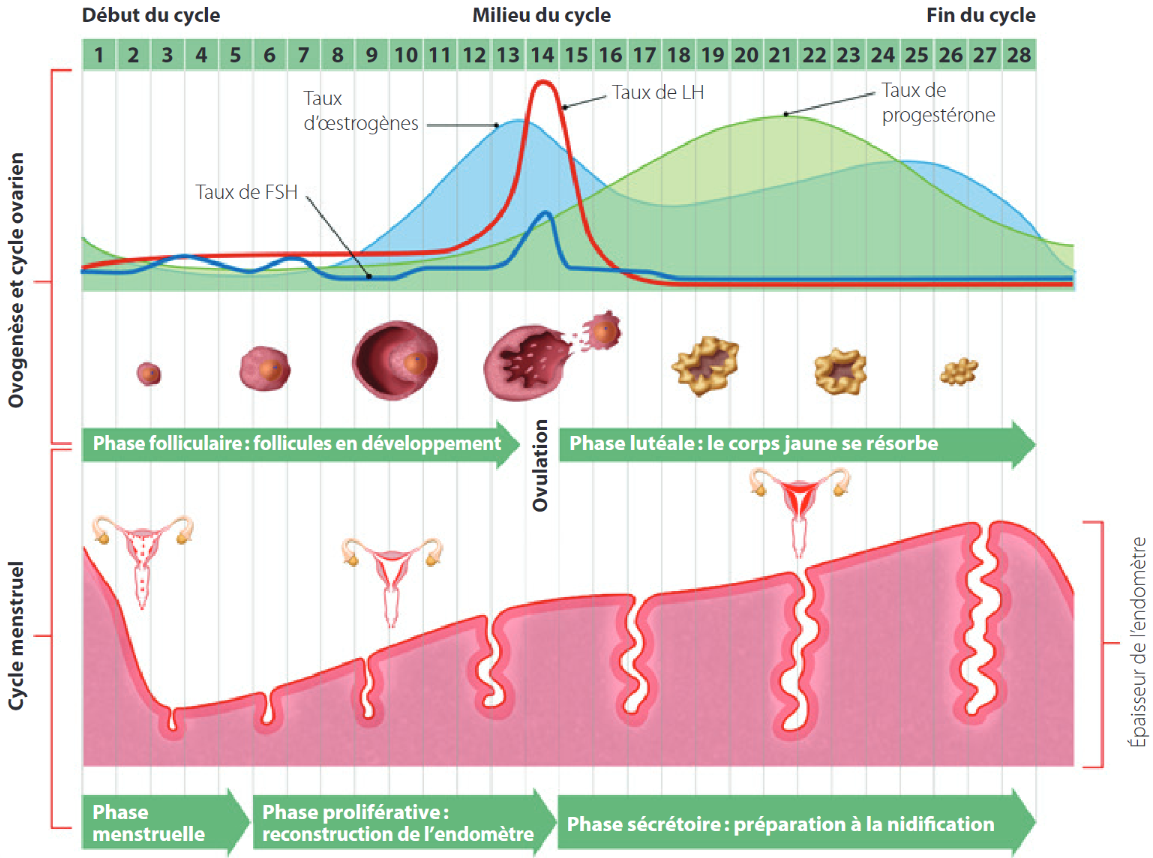 Début du cycle
Milieu du cycle
Fin du cycle
1 2 3 4 5 6 7 8 9 10 11 12 13 14 15 16 17 18 19 20 21 22 23 24 25 26 27 28
Ovogenèse et cycle ovarien
Taux
d'œstrogènes
Taux de LH
Taux de
progestérone
Taux de FSH
Phase folliculaire : follicules en développement
Ovulation
Phase lutéale : le corps jaune se résorbe
Cycle menstruel
Épaisseur de l'endomètre
Phase
menstruelle
Phase proliférative :
reconstruction de l'endomètre
Phase sécrétoire : préparation à la nidification